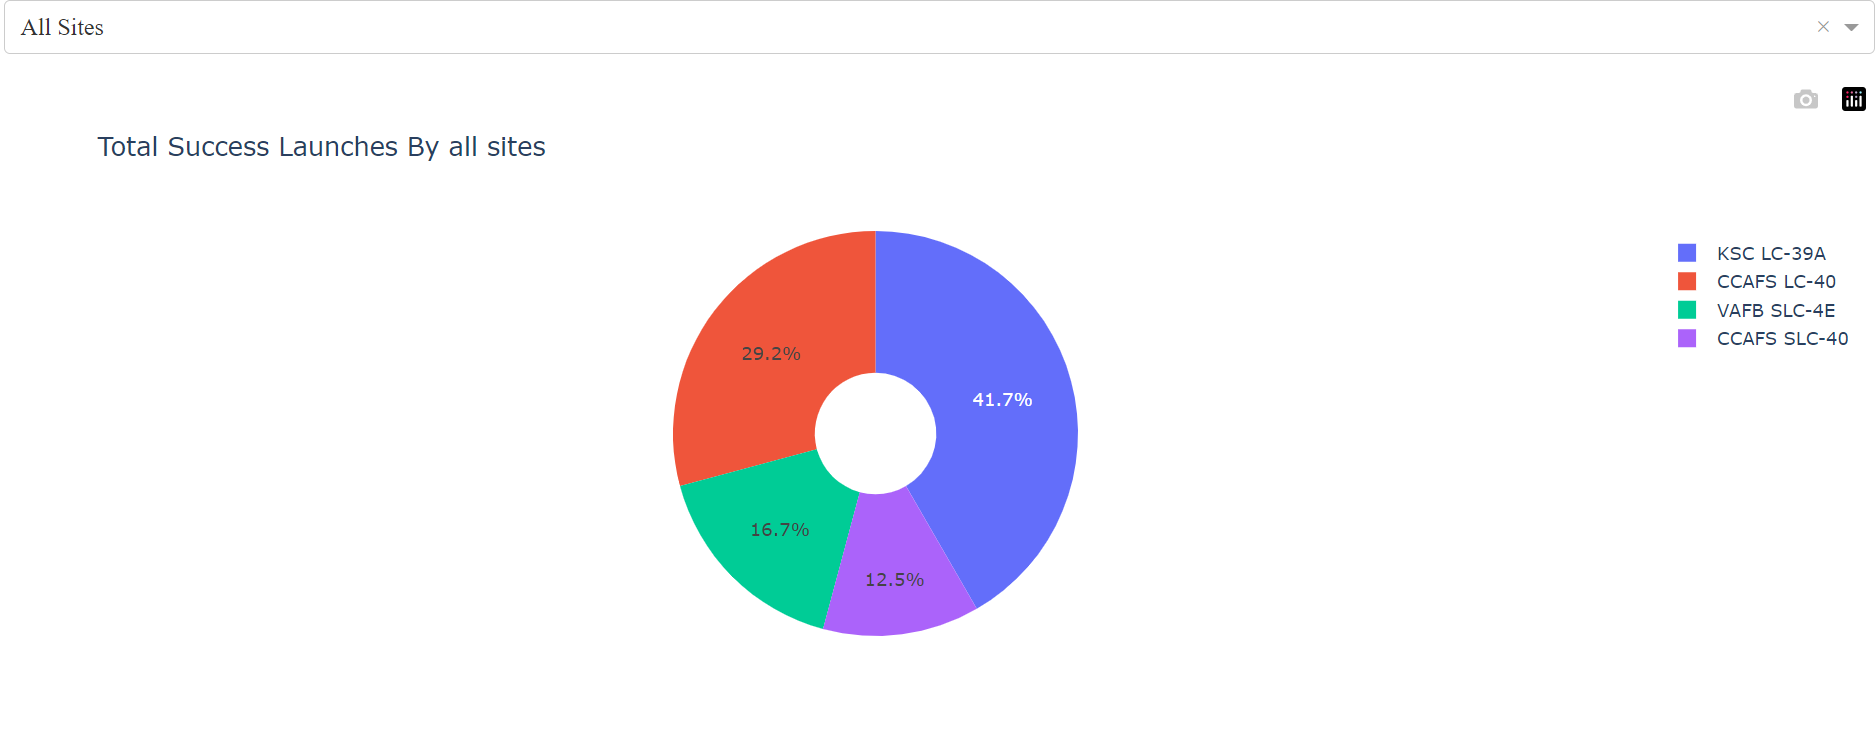 All Sites
Total Success Launches By all sites
KSC LC-39A
CCAFS LC-40
VAFB SLC-4E
CCAFS SLC-40
29.2%
41.7%
16.7%
12.5%